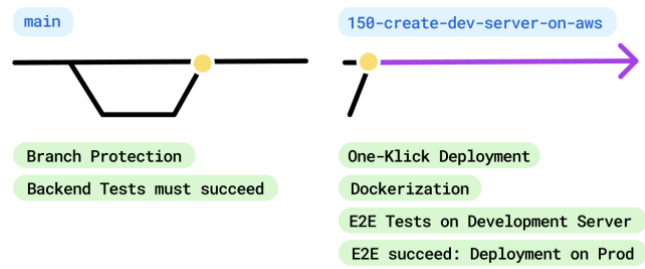 main
150-create-dev-server-on-aws
Branch Protection
Backend Tests must succeed
One-Klick Deployment
Dockerization
E2E Tests on Development Server
E2E succeed: Deployment on Prod